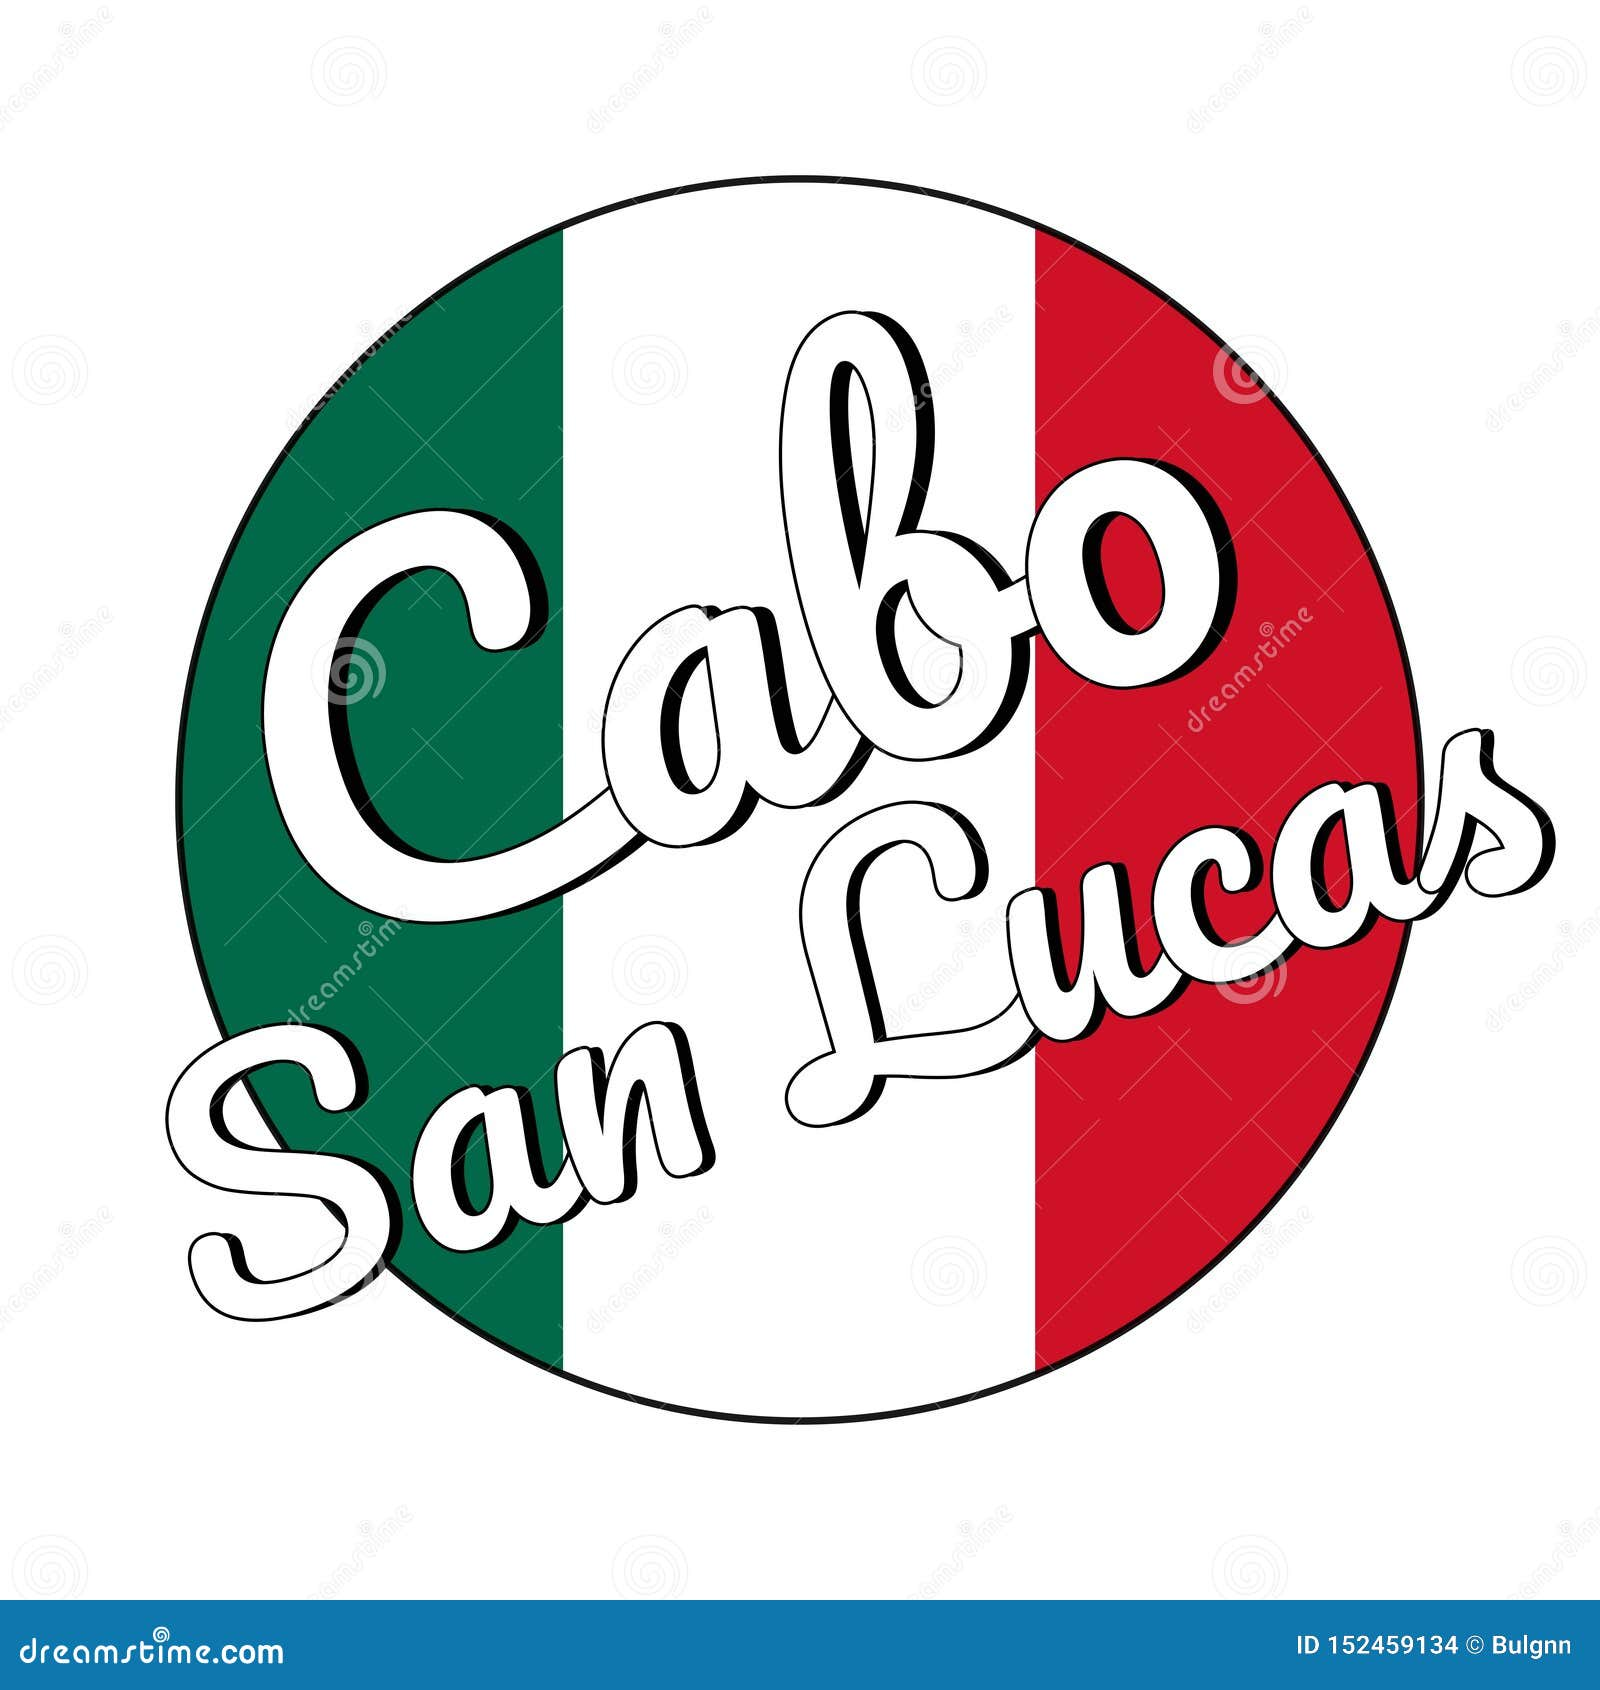 Cabo
San Lucas
dreamstime.com
ID 152459134 © Bulgnn